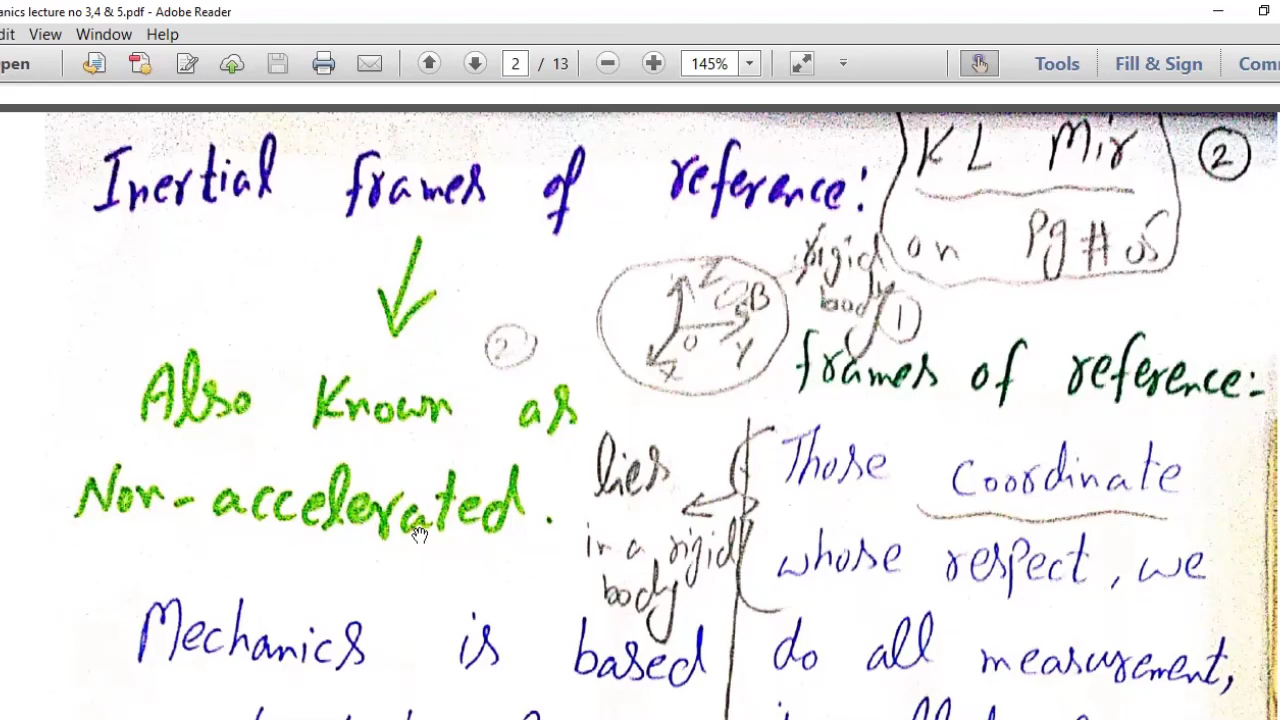 anics lecture no 3,4 & 5.pdf - Adobe Reader
dit View Window Help
pen 2 / 13 145% Tools Fill & Sign Com
Inertial frames of reference:
KL Mir
on Pg # 05
2
rigid
body
Z
B
O
Y
X
2
1
Also Known as
Non-accelerated.
frames of reference:-
lies
in a rigid
body
Those Coordinate
whose respect, we
Mechanics is based
do all measurement,